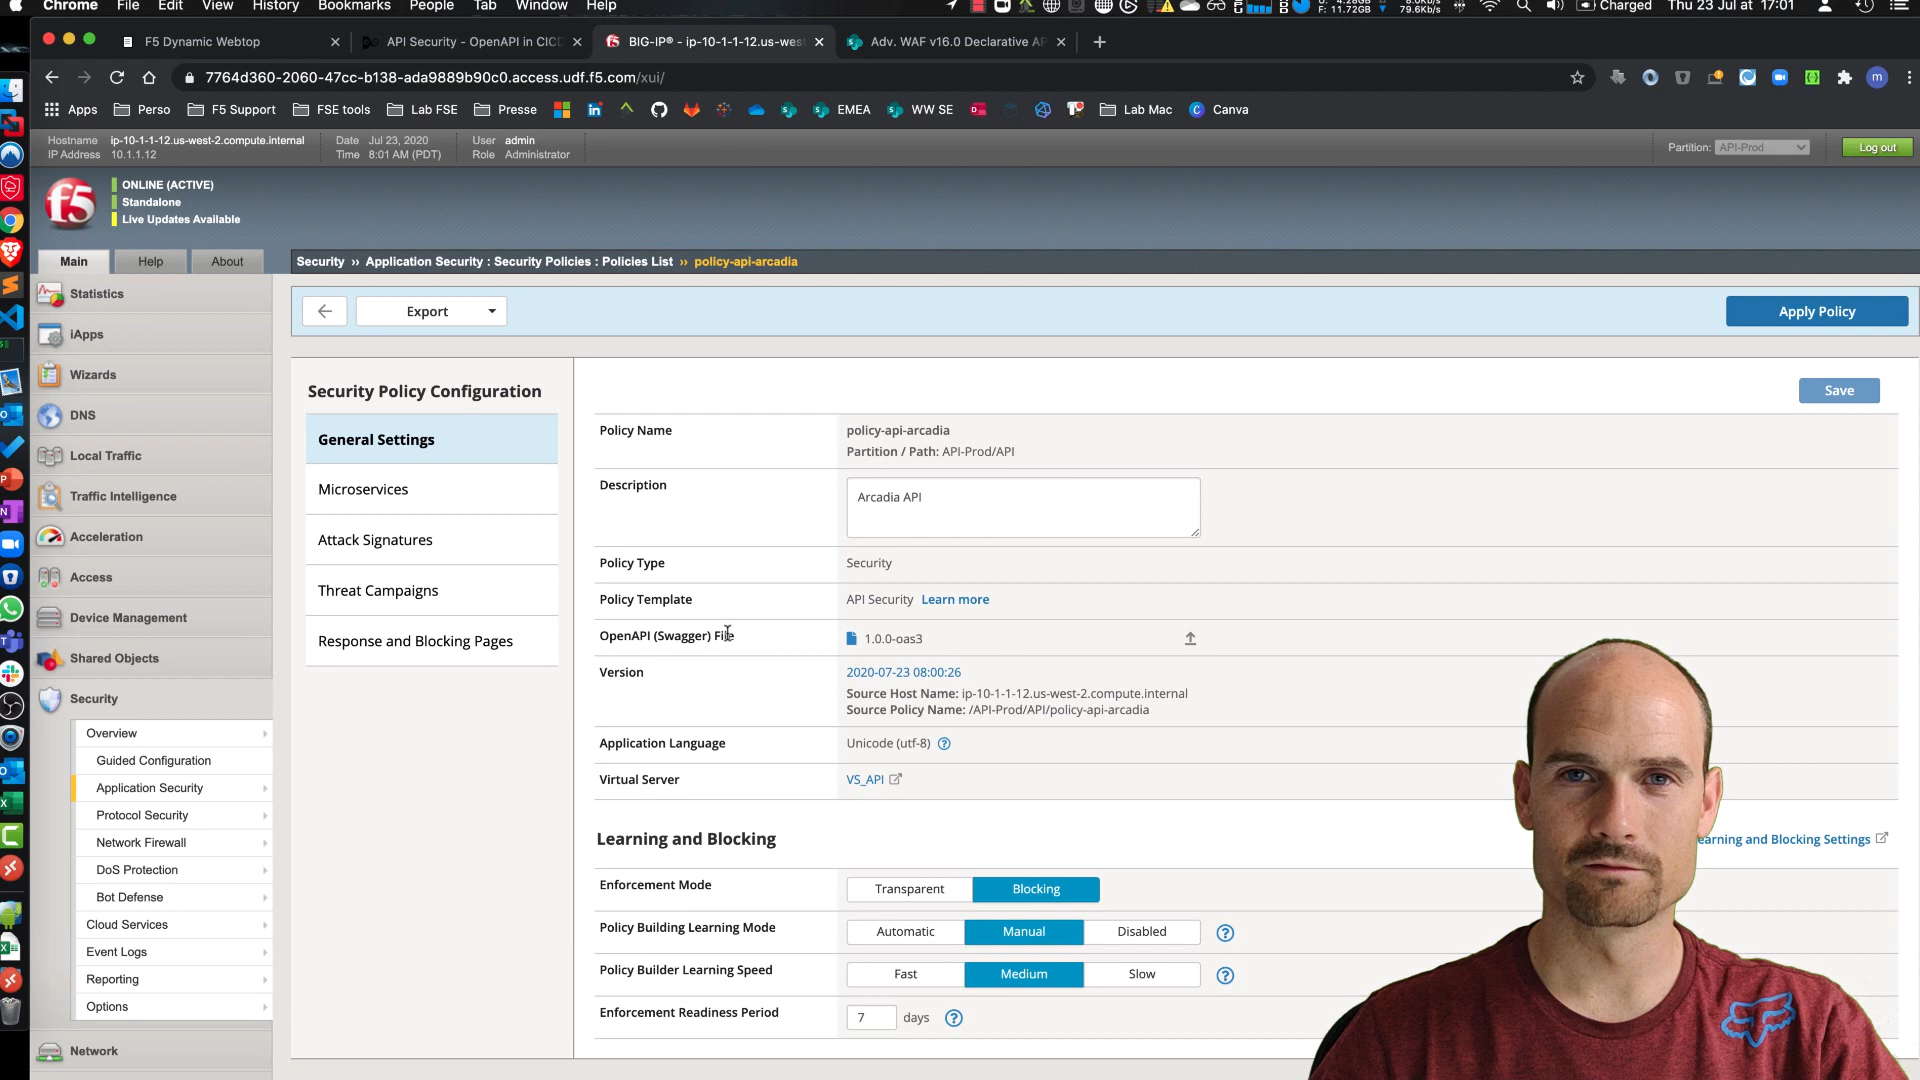 Chrome File Edit View History Bookmarks People Tab Window Help
Charged Thu 23 Jul at 17:01
F5 Dynamic Webtop
API Security - OpenAPI in CICD
BIG-IP® - ip-10-1-1-12.us-west
Adv. WAF v16.0 Declarative AP
7764d360-2060-47cc-b138-ada9889b90c0.access.udf.f5.com/xui/
Apps Perso F5 Support FSE tools Lab FSE Presse EMEA WW SE Lab Mac Canva
Hostname ip-10-1-1-12.us-west-2.compute.internal Date Jul 23, 2020 User admin
IP Address 10.1.1.12 Time 8:01 AM (PDT) Role Administrator
Partition: API-Prod Log out
f5
ONLINE (ACTIVE)
Standalone
Live Updates Available
Main Help About
Security ›› Application Security : Security Policies : Policies List ›› policy-api-arcadia
Statistics
iApps
Wizards
DNS
Local Traffic
Traffic Intelligence
Acceleration
Access
Device Management
Shared Objects
Security
Overview
Guided Configuration
Application Security
Protocol Security
Network Firewall
DoS Protection
Bot Defense
Cloud Services
Event Logs
Reporting
Options
Network
Export
Apply Policy
Security Policy Configuration
General Settings
Microservices
Attack Signatures
Threat Campaigns
Response and Blocking Pages
Save
Policy Name policy-api-arcadia
Partition / Path: API-Prod/API
Description Arcadia API
Policy Type Security
Policy Template API Security Learn more
OpenAPI (Swagger) File 1.0.0-oas3
Version 2020-07-23 08:00:26
Source Host Name: ip-10-1-1-12.us-west-2.compute.internal
Source Policy Name: /API-Prod/API/policy-api-arcadia
Application Language Unicode (utf-8)
Virtual Server VS_API
Learning and Blocking
earning and Blocking Settings
Enforcement Mode Transparent Blocking
Policy Building Learning Mode Automatic Manual Disabled
Policy Builder Learning Speed Fast Medium Slow
Enforcement Readiness Period 7 days